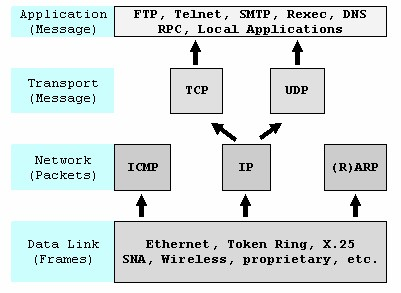 Application
(Message)
FTP, Telnet, SMTP, Rexec, DNS
RPC, Local Applications
Transport
(Message)
TCP
UDP
Network
(Packets)
ICMP
IP
(R)ARP
Data Link
(Frames)
Ethernet, Token Ring, X.25
SNA, Wireless, proprietary, etc.